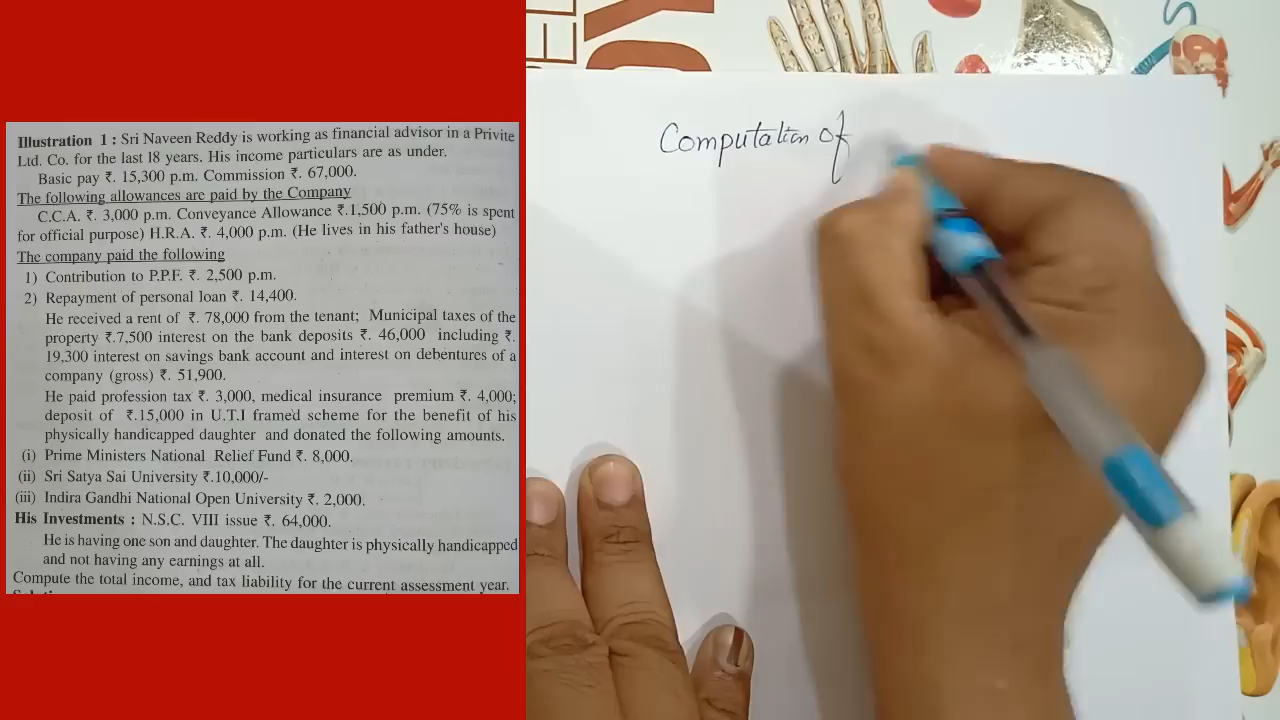 Illustration 1 : Sri Naveen Reddy is working as financial advisor in a Privite
Ltd. Co. for the last 18 years. His income particulars are as under.
Basic pay ₹. 15,300 p.m. Commission ₹. 67,000.
The following allowances are paid by the Company
C.C.A. ₹. 3,000 p.m. Conveyance Allowance ₹.1,500 p.m. (75% is spent
for official purpose) H.R.A. ₹. 4,000 p.m. (He lives in his father's house)
The company paid the following
1) Contribution to P.P.F. ₹. 2,500 p.m.
2) Repayment of personal loan ₹. 14,400.
He received a rent of ₹. 78,000 from the tenant; Municipal taxes of the
property ₹.7,500 interest on the bank deposits ₹. 46,000 including ₹.
19,300 interest on savings bank account and interest on debentures of a
company (gross) ₹. 51,900.
He paid profession tax ₹. 3,000, medical insurance premium ₹. 4,000;
deposit of ₹.15,000 in U.T.I framed scheme for the benefit of his
physically handicapped daughter and donated the following amounts.
(i) Prime Ministers National Relief Fund ₹. 8,000.
(ii) Sri Satya Sai University ₹.10,000/-
(iii) Indira Gandhi National Open University ₹. 2,000.
His Investments : N.S.C. VIII issue ₹. 64,000.
He is having one son and daughter. The daughter is physically handicapped
and not having any earnings at all.
Compute the total income, and tax liability for the current assessment year.
Computation of